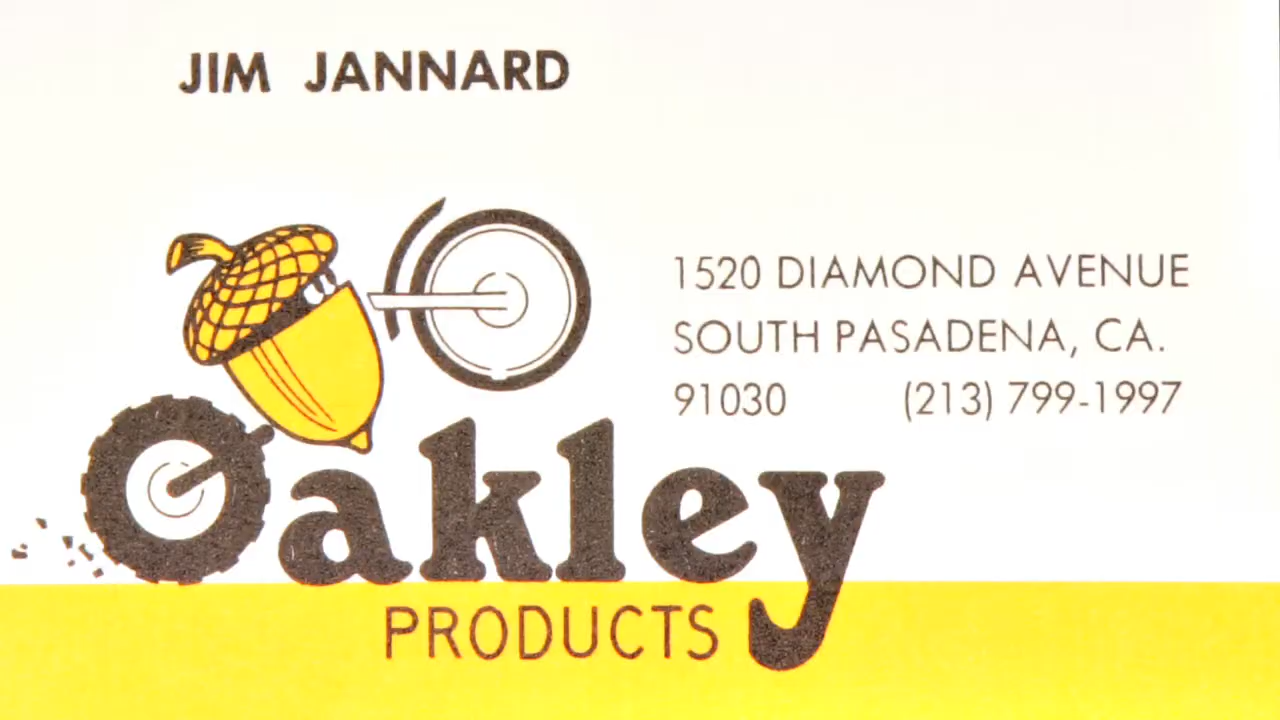 JIM JANNARD
1520 DIAMOND AVENUE
SOUTH PASADENA, CA.
91030 (213) 799-1997
Oakley
PRODUCTS